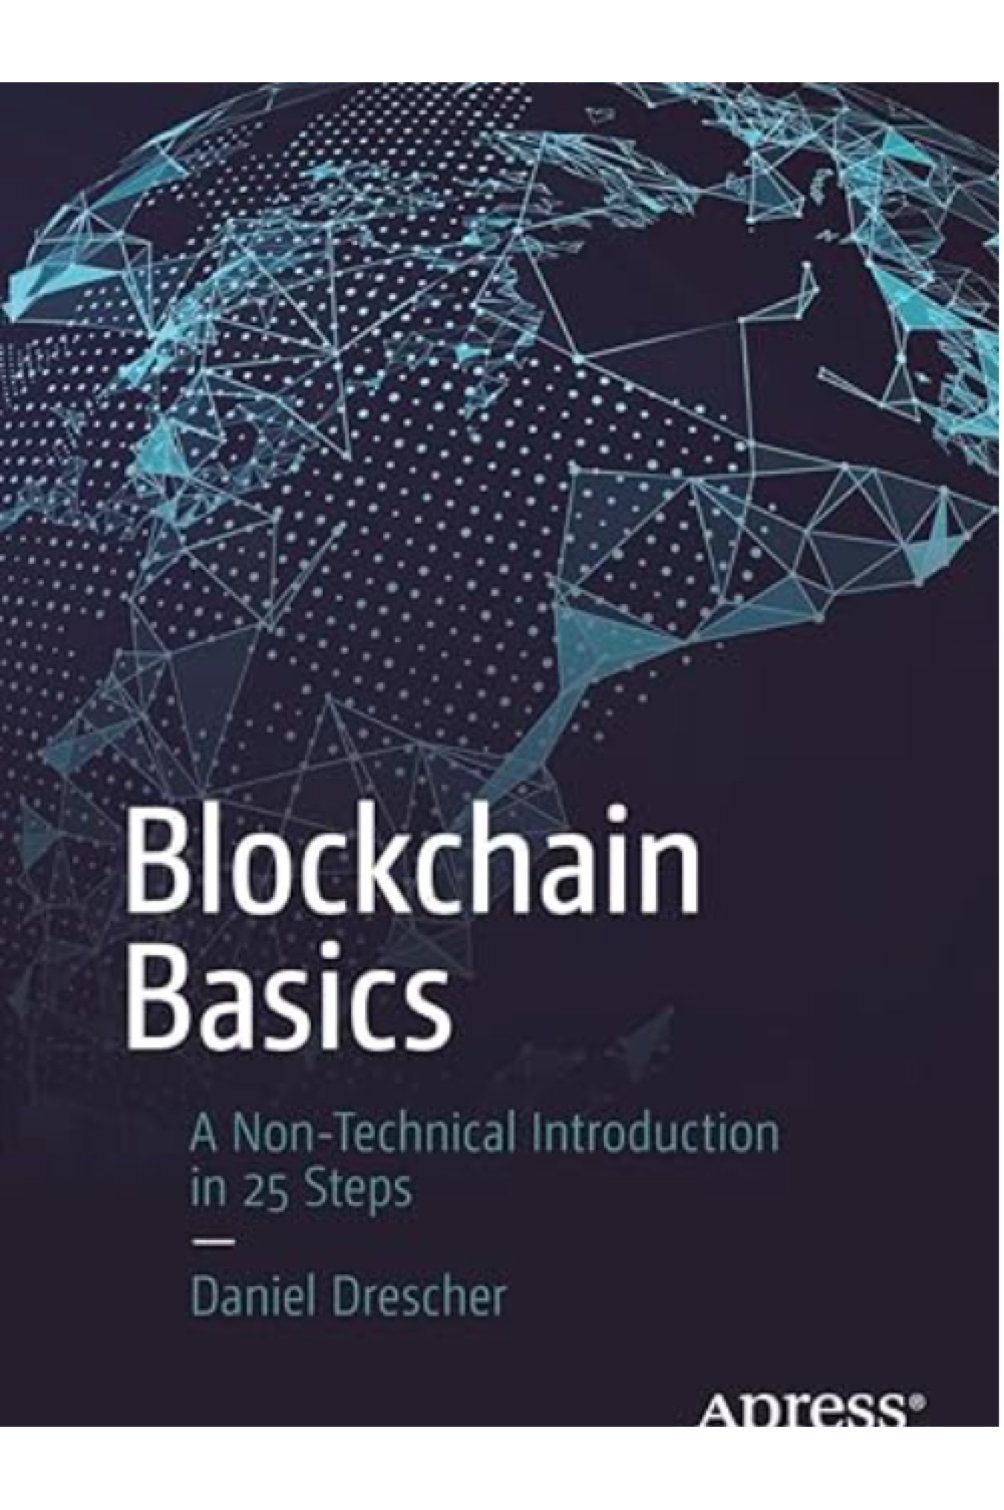 Blockchain
Basics
A Non-Technical Introduction
in 25 Steps
Daniel Drescher
Apress®